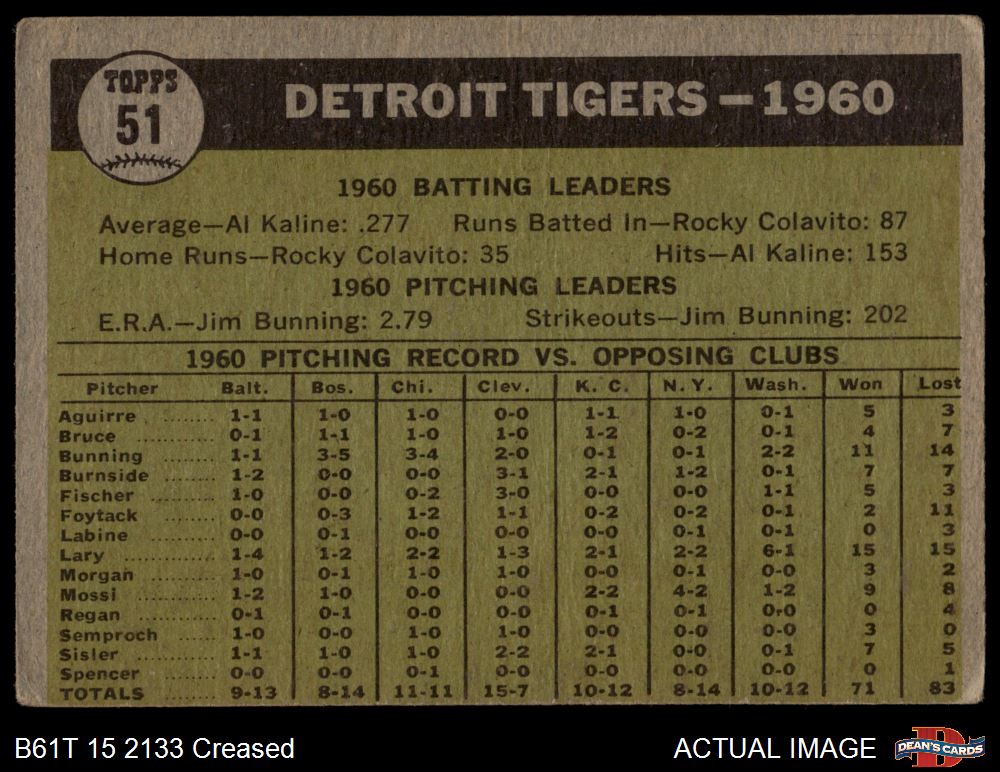 TOPPS
51
DETROIT TIGERS — 1960
1960 BATTING LEADERS
Average—Al Kaline: .277 Runs Batted In—Rocky Colavito: 87
Home Runs—Rocky Colavito: 35 Hits—Al Kaline: 153
1960 PITCHING LEADERS
E.R.A.—Jim Bunning: 2.79 Strikeouts—Jim Bunning: 202
1960 PITCHING RECORD VS. OPPOSING CLUBS
Pitcher Balt. Bos. Chi. Clev. K. C. N. Y. Wash. Won Lost
Aguirre ........ 1-1 1-0 1-0 0-0 1-1 1-0 0-1 5 3
Bruce ........ 0-1 1-1 1-0 1-0 1-2 0-2 0-1 4 7
Bunning ........ 1-1 3-5 3-4 2-0 0-1 0-1 2-2 11 14
Burnside ........ 1-2 0-0 0-0 3-1 2-1 1-2 0-1 7 7
Fischer ........ 1-0 0-0 0-2 3-0 0-0 0-0 1-1 5 3
Foytack ........ 0-0 0-3 1-2 1-1 0-2 0-2 0-1 2 11
Labine ........ 0-0 0-1 0-0 0-0 0-0 0-1 0-1 0 3
Lary ........ 1-4 1-2 2-2 1-3 2-1 2-2 6-1 15 15
Morgan ........ 1-0 0-1 1-0 1-0 0-0 0-1 0-0 3 2
Mossi ........ 1-2 1-0 0-0 0-0 2-2 4-2 1-2 9 8
Regan ........ 0-1 0-1 0-0 0-0 0-1 0-1 0-0 0 4
Semproch ...... 1-0 0-0 1-0 1-0 0-0 0-0 0-0 3 0
Sisler ........ 1-1 1-0 1-0 2-2 2-1 0-0 0-1 7 5
Spencer ........ 0-0 0-0 0-1 0-0 0-0 0-0 0-0 0 1
TOTALS ........ 9-13 8-14 11-11 15-7 10-12 8-14 10-12 71 83
B61T 15 2133 Creased ACTUAL IMAGE DEAN'S CARDS